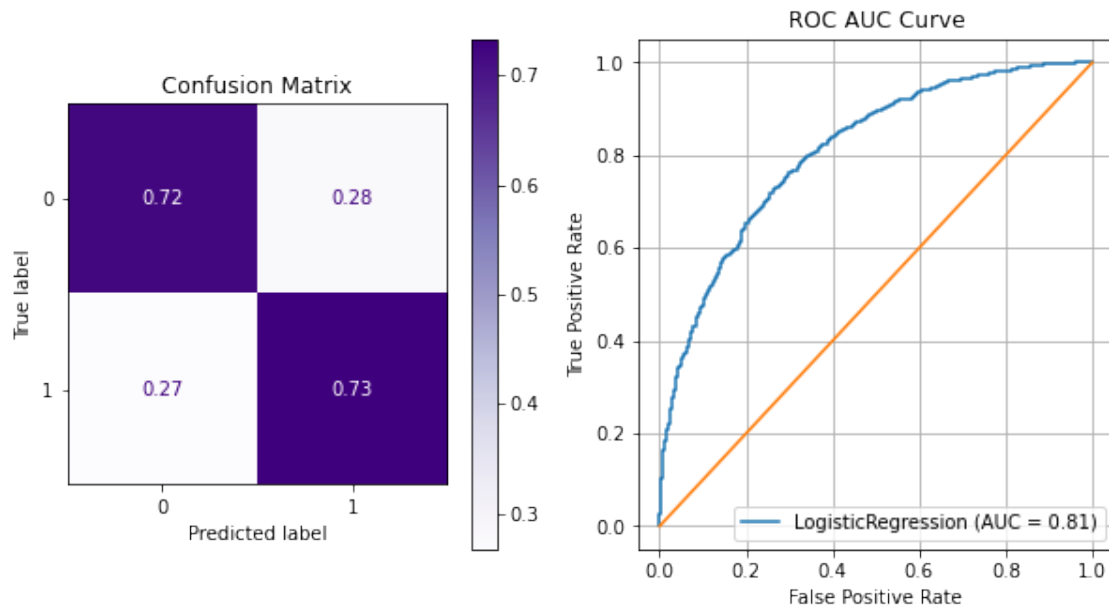 Confusion Matrix
True label
0
1
0.72
0.28
0.27
0.73
0
1
Predicted label
0.7
0.6
0.5
0.4
0.3
ROC AUC Curve
True Positive Rate
1.0
0.8
0.6
0.4
0.2
0.0
LogisticRegression (AUC = 0.81)
0.0 0.2 0.4 0.6 0.8 1.0
False Positive Rate